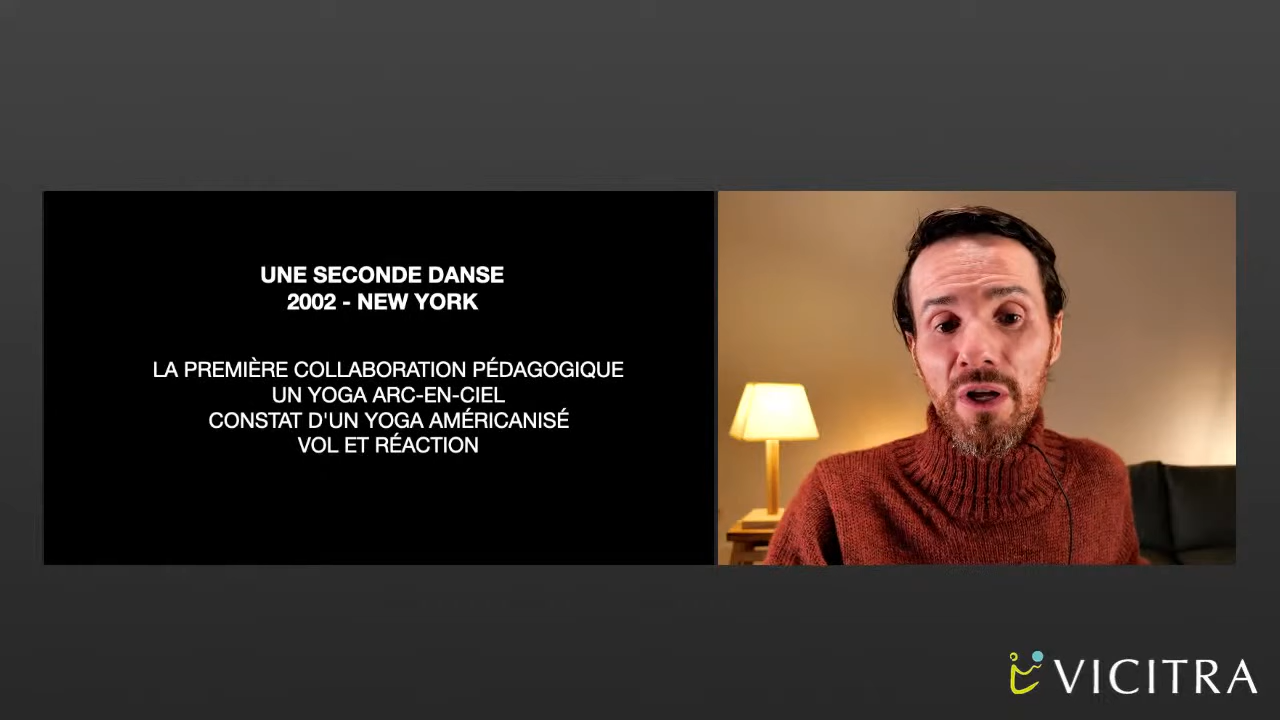 UNE SECONDE DANSE
2002 - NEW YORK
LA PREMIÈRE COLLABORATION PÉDAGOGIQUE
UN YOGA ARC-EN-CIEL
CONSTAT D'UN YOGA AMÉRICANISÉ
VOL ET RÉACTION
VICITRA